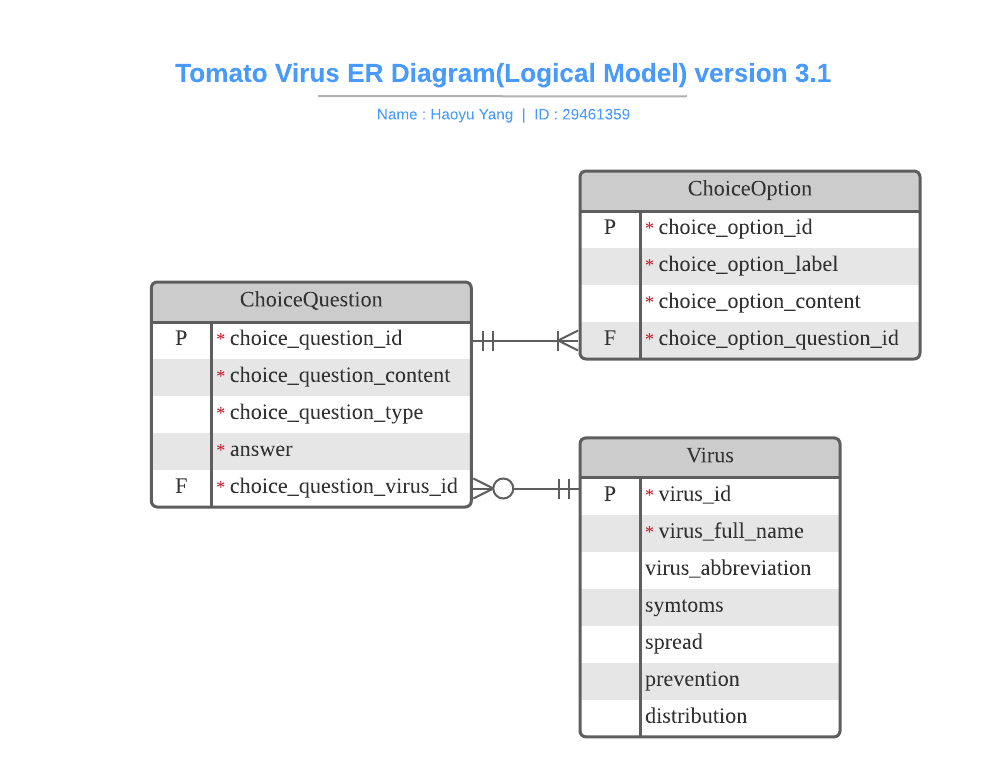 Tomato Virus ER Diagram(Logical Model) version 3.1
Name : Haoyu Yang | ID : 29461359
ChoiceOption
P * choice_option_id
* choice_option_label
* choice_option_content
F * choice_option_question_id
ChoiceQuestion
P * choice_question_id
* choice_question_content
* choice_question_type
* answer
F * choice_question_virus_id
Virus
P * virus_id
* virus_full_name
virus_abbreviation
symtoms
spread
prevention
distribution